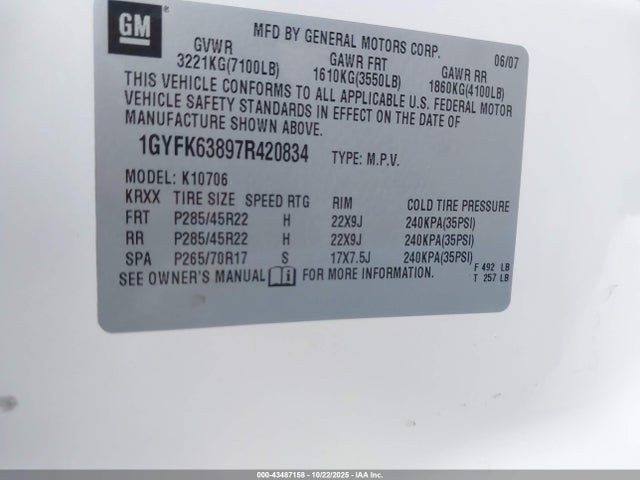 GM
MFD BY GENERAL MOTORS CORP. 06/07
GVWR GAWR FRT GAWR RR
3221KG(7100LB) 1610KG(3550LB) 1860KG(4100LB)
THIS VEHICLE CONFORMS TO ALL APPLICABLE U.S. FEDERAL MOTOR
VEHICLE SAFETY STANDARDS IN EFFECT ON THE DATE OF
MANUFACTURE SHOWN ABOVE.
1GYFK63897R420834 TYPE: M.P.V.
MODEL: K10706
KRXX TIRE SIZE SPEED RTG RIM COLD TIRE PRESSURE
FRT P285/45R22 H 22X9J 240KPA(35PSI)
RR P285/45R22 H 22X9J 240KPA(35PSI)
SPA P265/70R17 S 17X7.5J 240KPA(35PSI)
SEE OWNER'S MANUAL i FOR MORE INFORMATION.
F 492 LB
T 257 LB
000-43487158 - 10/22/2025 - IAA Inc.